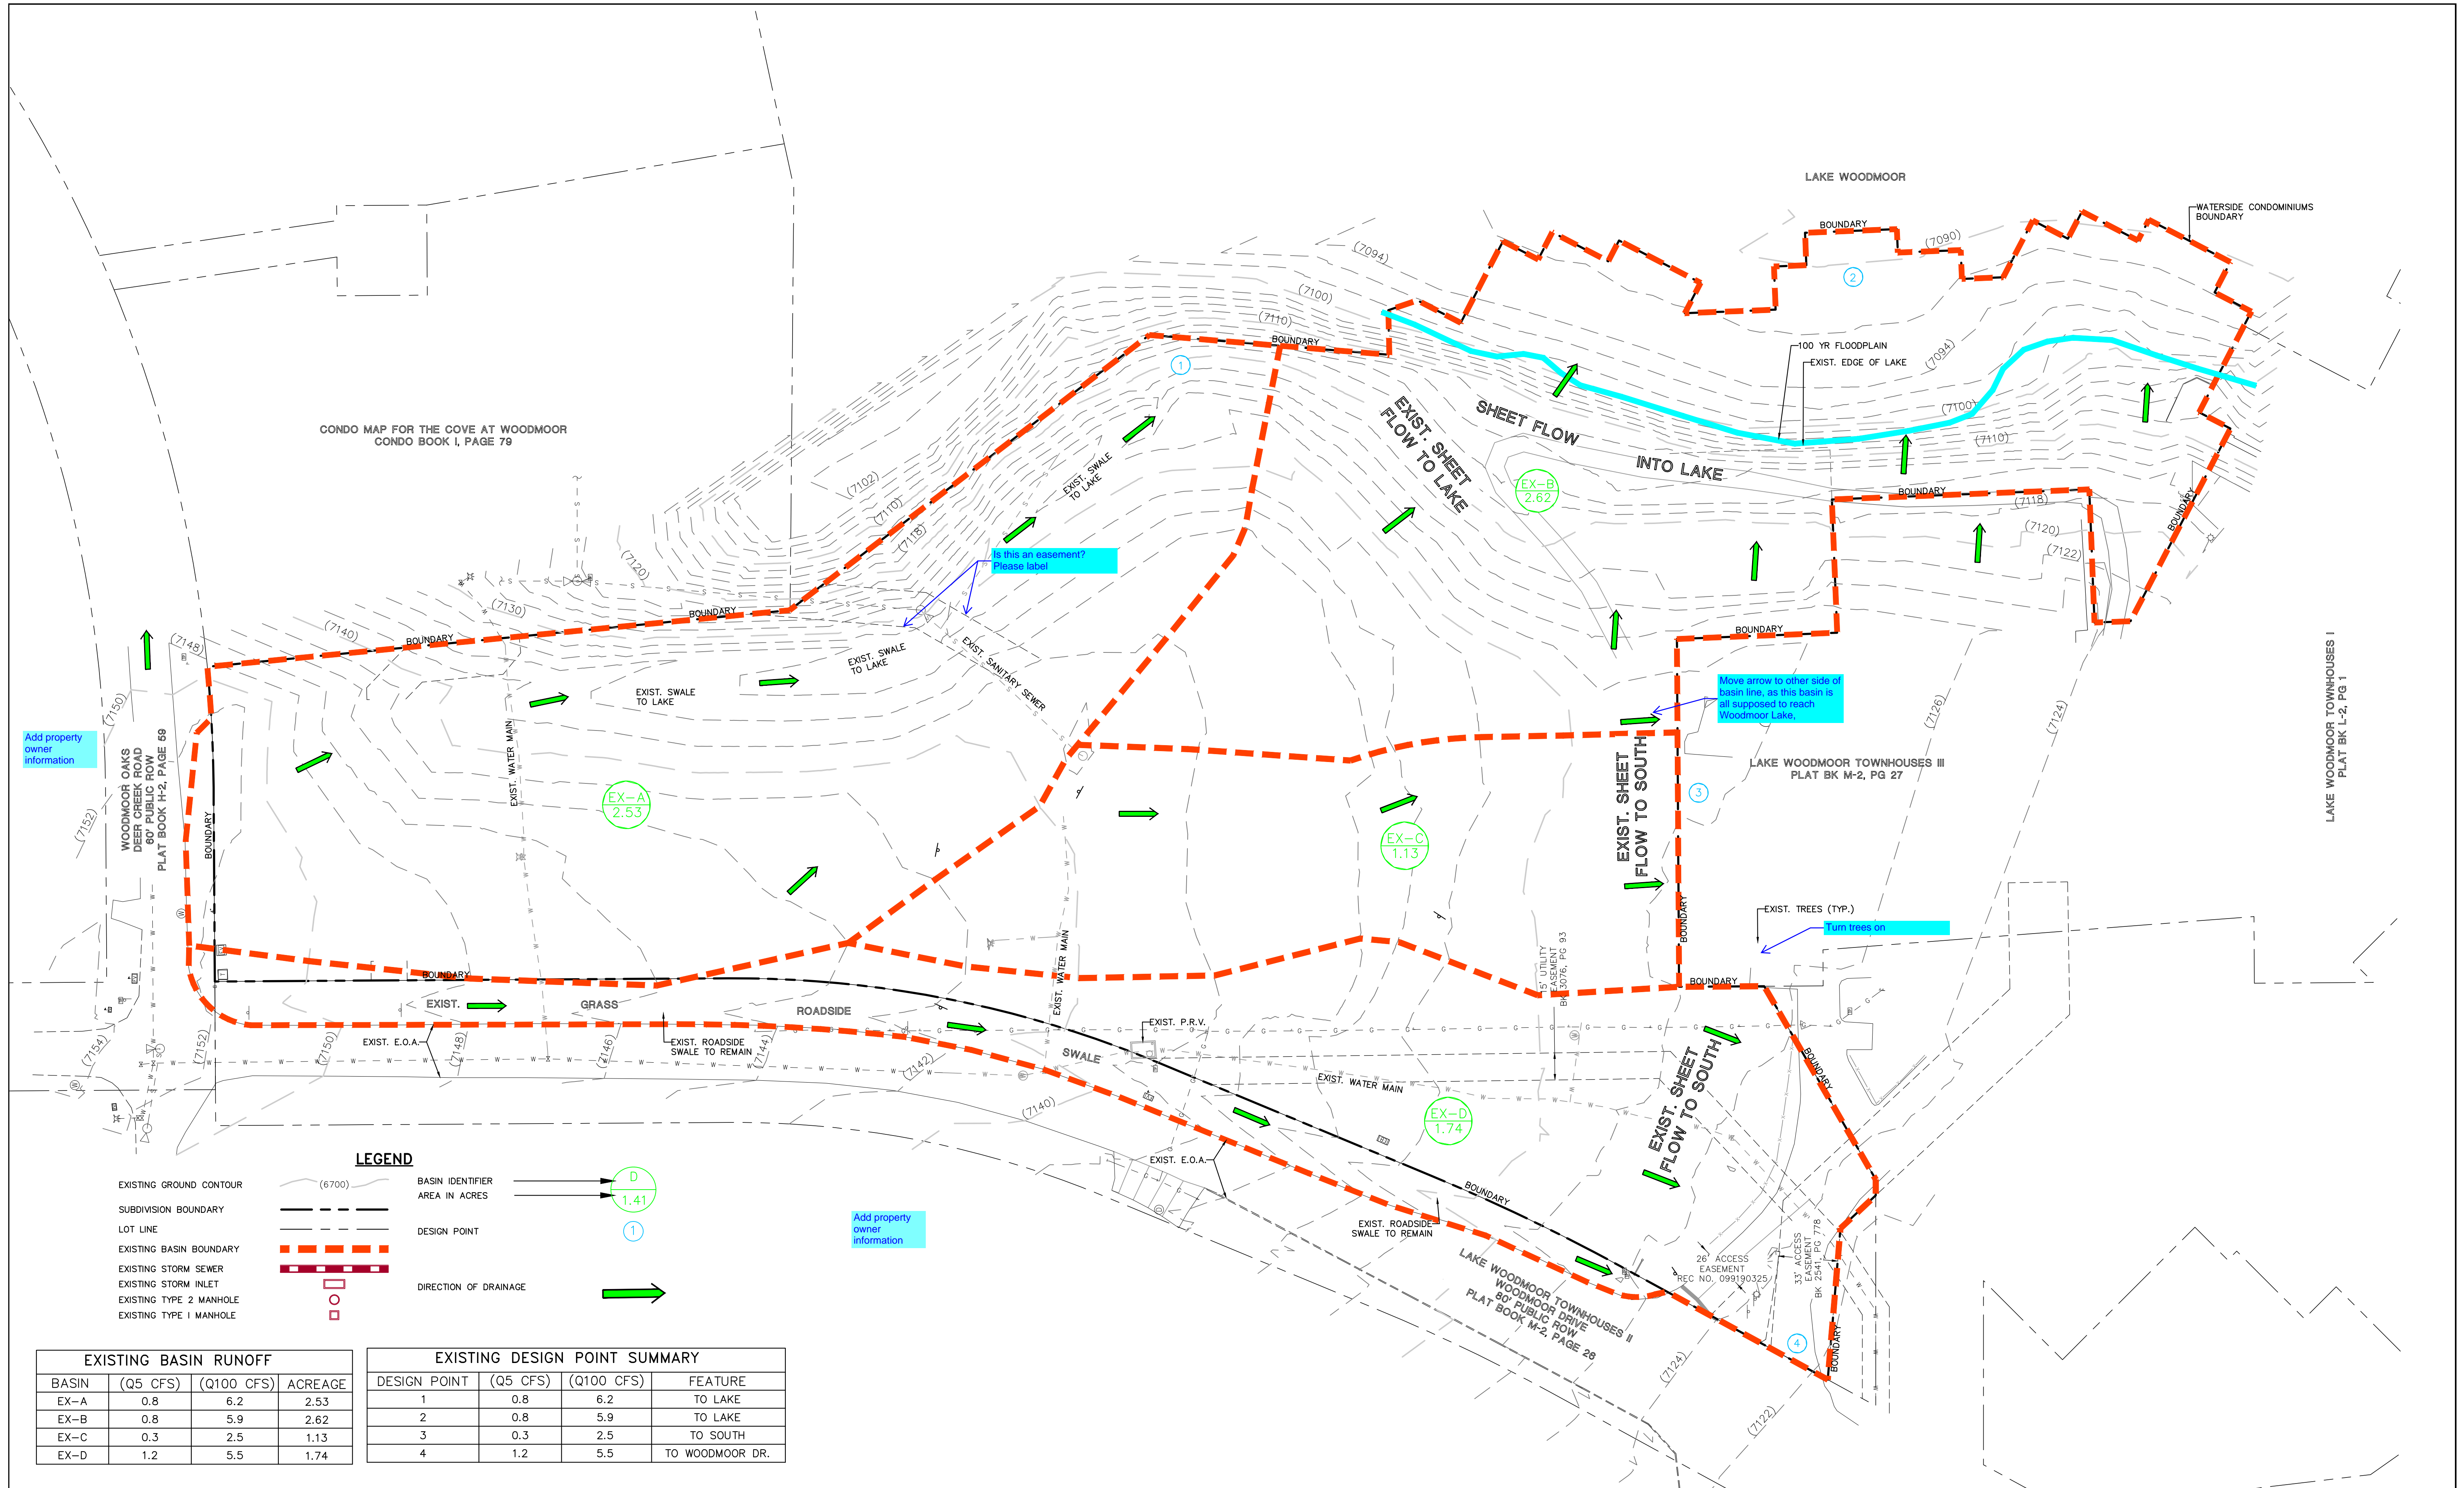 LAKE WOODMOOR
WATERSIDE CONDOMINIUMS
BOUNDARY
BOUNDARY
(7090)
2
(7094)
(7100)
(7110)
BOUNDARY
1
100 YR FLOODPLAIN
EXIST. EDGE OF LAKE
(7094)
(7100)
(7110)
CONDO MAP FOR THE COVE AT WOODMOOR
CONDO BOOK I, PAGE 79
EXIST. SHEET
FLOW TO LAKE
SHEET FLOW
INTO LAKE
EX-B
2.62
BOUNDARY
(7118)
(7120)
(7122)
BOUNDARY
EXIST. SWALE
TO LAKE
(7102)
(7110)
(7118)
(7120)
(7130)
(7140)
(7148)
BOUNDARY
BOUNDARY
Is this an easement?
Please label
EXIST. SANITARY SEWER
EXIST. SWALE
TO LAKE
EXIST. SWALE
TO LAKE
EXIST. WATER MAIN
BOUNDARY
Move arrow to other side of
basin line, as this basin is
all supposed to reach
Woodmoor Lake,
(7126)
(7124)
LAKE WOODMOOR TOWNHOUSES I
PLAT BK L-2, PG 1
LAKE WOODMOOR TOWNHOUSES III
PLAT BK M-2, PG 27
Add property
owner
information
(7150)
(7152)
WOODMOOR OAKS
DEER CREEK ROAD
60' PUBLIC ROW
PLAT BOOK H-2, PAGE 59
BOUNDARY
EX-A
2.53
EX-C
1.13
EXIST. SHEET
FLOW TO SOUTH
3
BOUNDARY
EXIST. TREES (TYP.)
Turn trees on
15' UTILITY
EASEMENT
BK 3076, PG 93
BOUNDARY
BOUNDARY
EXIST. WATER MAIN
BOUNDARY
EXIST.
GRASS
ROADSIDE
SWALE
EXIST. E.O.A.
EXIST. ROADSIDE
SWALE TO REMAIN
(7154)
(7152)
(7150)
(7148)
(7146)
(7144)
(7142)
(7140)
EXIST. P.R.V.
EXIST. WATER MAIN
EX-D
1.74
EXIST. SHEET
FLOW TO SOUTH
EXIST. E.O.A.
BOUNDARY
EXIST. ROADSIDE
SWALE TO REMAIN
LAKE WOODMOOR TOWNHOUSES II
WOODMOOR DRIVE
80' PUBLIC ROW
PLAT BOOK M-2, PAGE 28
26' ACCESS
EASEMENT
REC NO. 099190325
33' ACCESS
EASEMENT
BK 2541, PG 778
4
BOUNDARY
(7124)
(7122)
Add property
owner
information
LEGEND
EXISTING GROUND CONTOUR (6700)
SUBDIVISION BOUNDARY
LOT LINE
EXISTING BASIN BOUNDARY
EXISTING STORM SEWER
EXISTING STORM INLET
EXISTING TYPE 2 MANHOLE
EXISTING TYPE I MANHOLE
BASIN IDENTIFIER D
AREA IN ACRES 1.41
DESIGN POINT 1
DIRECTION OF DRAINAGE
EXISTING BASIN RUNOFF
BASIN (Q5 CFS) (Q100 CFS) ACREAGE
EX-A 0.8 6.2 2.53
EX-B 0.8 5.9 2.62
EX-C 0.3 2.5 1.13
EX-D 1.2 5.5 1.74
EXISTING DESIGN POINT SUMMARY
DESIGN POINT (Q5 CFS) (Q100 CFS) FEATURE
1 0.8 6.2 TO LAKE
2 0.8 5.9 TO LAKE
3 0.3 2.5 TO SOUTH
4 1.2 5.5 TO WOODMOOR DR.